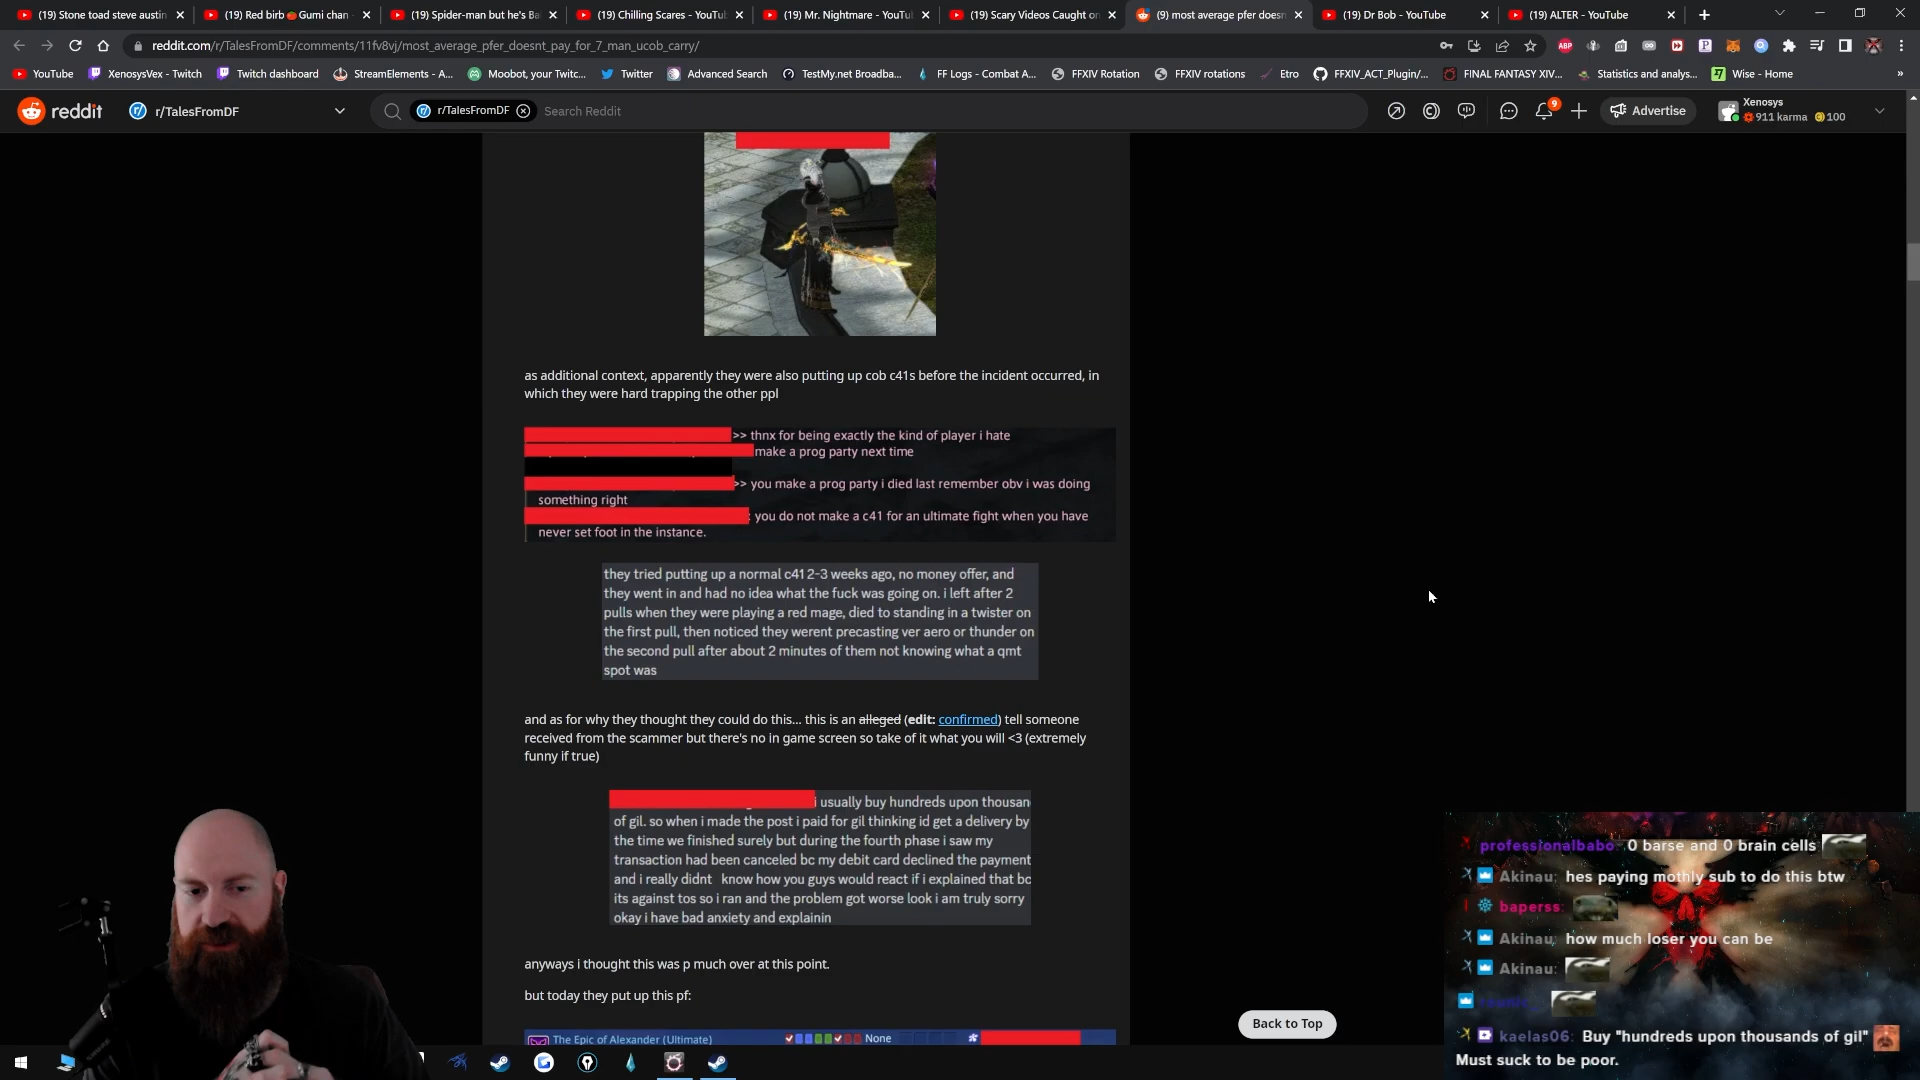 (19) Stone toad steve austin
(19) Red birb Gumi chan
(19) Spider-man but he's Ba
(19) Chilling Scares - YouTu
(19) Mr. Nightmare - YouTu
(19) Scary Videos Caught on
(9) most average pfer doesn
(19) Dr Bob - YouTube
(19) ALTER - YouTube
reddit.com/r/TalesFromDF/comments/11fv8vj/most_average_pfer_doesnt_pay_for_7_man_ucob_carry/
ABP
YouTube
XenosysVex - Twitch
Twitch dashboard
StreamElements - A...
Moobot, your Twitc...
Twitter
Advanced Search
TestMy.net Broadba...
FF Logs - Combat A...
FFXIV Rotation
FFXIV rotations
Etro
FFXIV_ACT_Plugin/...
FINAL FANTASY XIV...
Statistics and analys...
Wise - Home
»
reddit
r/TalesFromDF
r/TalesFromDF
Search Reddit
9
Advertise
Xenosys
911 karma 100
as additional context, apparently they were also putting up cob c41s before the incident occurred, in
which they were hard trapping the other ppl
>> thnx for being exactly the kind of player i hate
make a prog party next time
>> you make a prog party i died last remember obv i was doing
something right
: you do not make a c41 for an ultimate fight when you have
never set foot in the instance.
they tried putting up a normal c41 2-3 weeks ago, no money offer, and
they went in and had no idea what the fuck was going on. i left after 2
pulls when they were playing a red mage, died to standing in a twister on
the first pull, then noticed they werent precasting ver aero or thunder on
the second pull after about 2 minutes of them not knowing what a qmt
spot was
and as for why they thought they could do this... this is an alleged (edit: confirmed) tell someone
received from the scammer but there's no in game screen so take of it what you will <3 (extremely
funny if true)
i usually buy hundreds upon thousan
of gil. so when i made the post i paid for gil thinking id get a delivery by
the time we finished surely but during the fourth phase i saw my
transaction had been canceled bc my debit card declined the payment
and i really didnt know how you guys would react if i explained that bc
its against tos so i ran and the problem got worse look i am truly sorry
okay i have bad anxiety and explainin
anyways i thought this was p much over at this point.
but today they put up this pf:
The Epic of Alexander (Ultimate)
None
Back to Top
professionalbabo: 0 barse and 0 brain cells
Akinau: hes paying mothly sub to do this btw
baperss:
Akinau: how much loser you can be
Akinau:
kaelas06: Buy "hundreds upon thousands of gil"
Must suck to be poor.